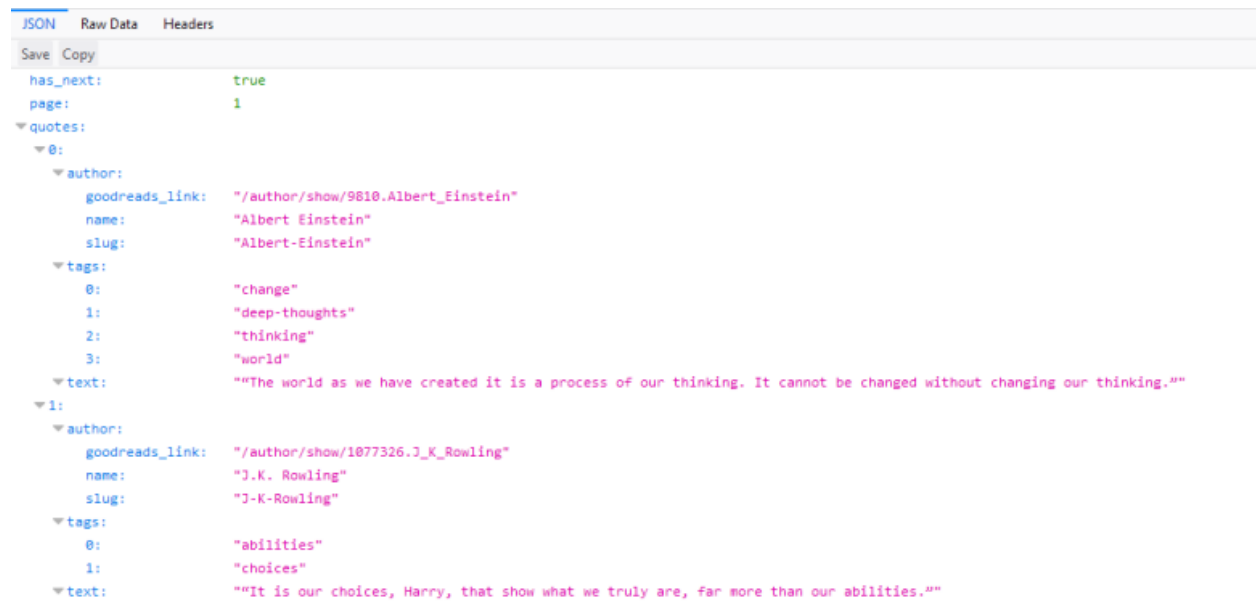 JSON Raw Data Headers
Save Copy
has_next: true
page: 1
quotes:
0:
author:
goodreads_link: "/author/show/9810.Albert_Einstein"
name: "Albert Einstein"
slug: "Albert-Einstein"
tags:
0: "change"
1: "deep-thoughts"
2: "thinking"
3: "world"
text: "“The world as we have created it is a process of our thinking. It cannot be changed without changing our thinking.”"
1:
author:
goodreads_link: "/author/show/1077326.J_K_Rowling"
name: "J.K. Rowling"
slug: "J-K-Rowling"
tags:
0: "abilities"
1: "choices"
text: "“It is our choices, Harry, that show what we truly are, far more than our abilities.”"